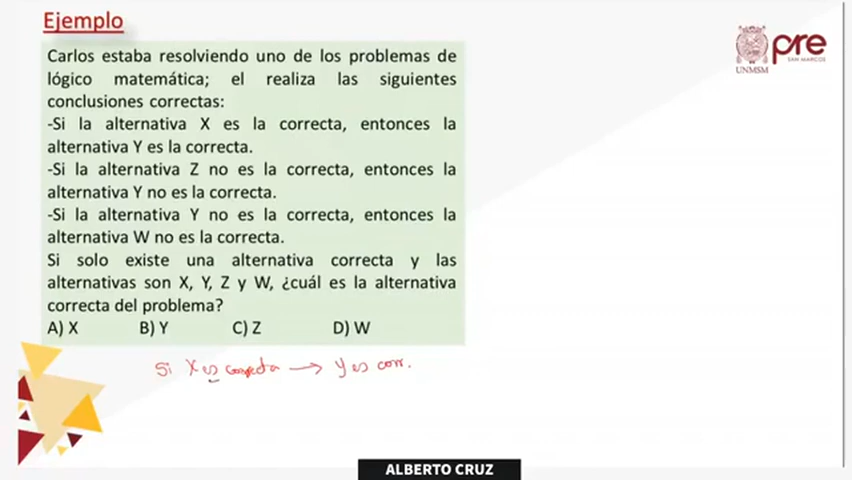 Ejemplo
Carlos estaba resolviendo uno de los problemas de
lógico matemática; el realiza las siguientes
conclusiones correctas:
-Si la alternativa X es la correcta, entonces la
alternativa Y es la correcta.
-Si la alternativa Z no es la correcta, entonces la
alternativa Y no es la correcta.
-Si la alternativa Y no es la correcta, entonces la
alternativa W no es la correcta.
Si solo existe una alternativa correcta y las
alternativas son X, Y, Z y W, ¿cuál es la alternativa
correcta del problema?
A) X B) Y C) Z D) W
Si X es correcta → Y es corr.
UNMSM
pre
SAN MARCOS
ALBERTO CRUZ